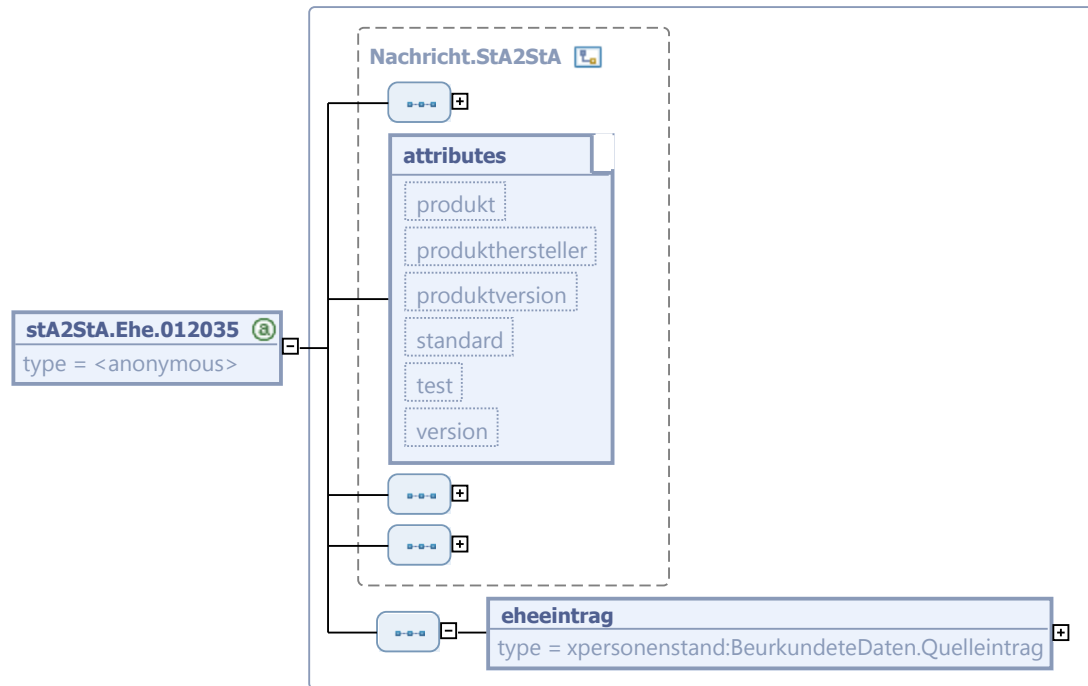 Nachricht.StA2StA
attributes
produkt
produkthersteller
produktversion
standard
test
version
stA2StA.Ehe.012035
type = <anonymous>
eheeintrag
type = xpersonenstand:BeurkundeteDaten.Quelleintrag